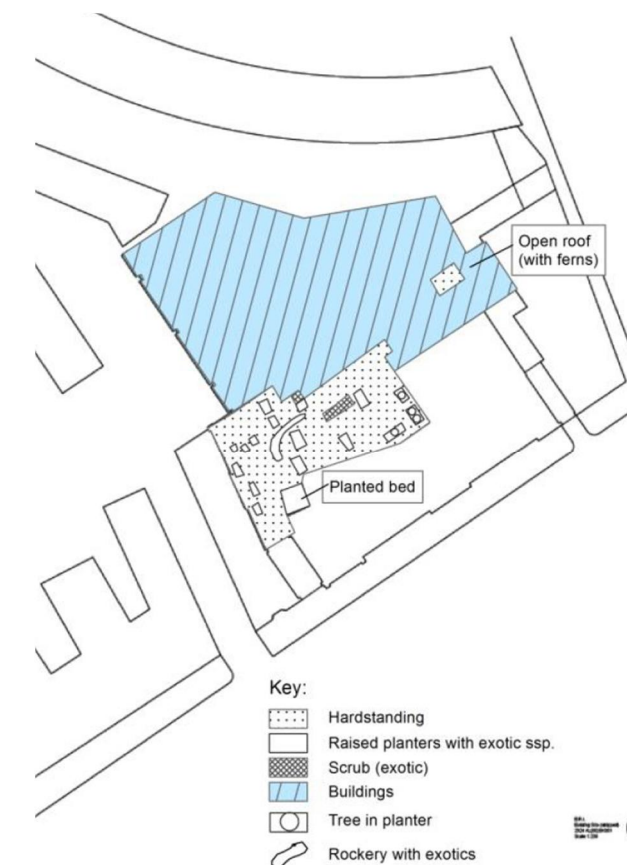 Open roof
(with ferns)
Planted bed
Key:
Hardstanding
Raised planters with exotic ssp.
Scrub (exotic)
Buildings
Tree in planter
Rockery with exotics